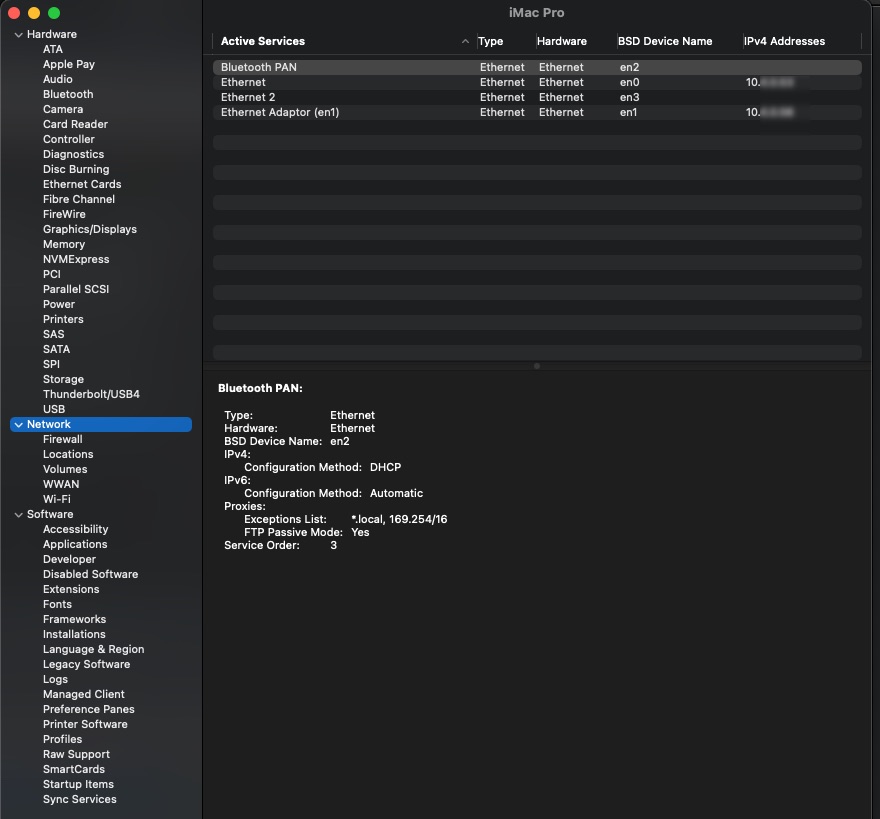 iMac Pro
Hardware
ATA
Apple Pay
Audio
Bluetooth
Camera
Card Reader
Controller
Diagnostics
Disc Burning
Ethernet Cards
Fibre Channel
FireWire
Graphics/Displays
Memory
NVMExpress
PCI
Parallel SCSI
Power
Printers
SAS
SATA
SPI
Storage
Thunderbolt/USB4
USB
Network
Firewall
Locations
Volumes
WWAN
Wi-Fi
Software
Accessibility
Applications
Developer
Disabled Software
Extensions
Fonts
Frameworks
Installations
Language & Region
Legacy Software
Logs
Managed Client
Preference Panes
Printer Software
Profiles
Raw Support
SmartCards
Startup Items
Sync Services
Active Services Type Hardware BSD Device Name IPv4 Addresses
Bluetooth PAN Ethernet Ethernet en2
Ethernet Ethernet Ethernet en0 10.
Ethernet 2 Ethernet Ethernet en3
Ethernet Adaptor (en1) Ethernet Ethernet en1 10.
Bluetooth PAN:
Type: Ethernet
Hardware: Ethernet
BSD Device Name: en2
IPv4:
Configuration Method: DHCP
IPv6:
Configuration Method: Automatic
Proxies:
Exceptions List: *.local, 169.254/16
FTP Passive Mode: Yes
Service Order: 3